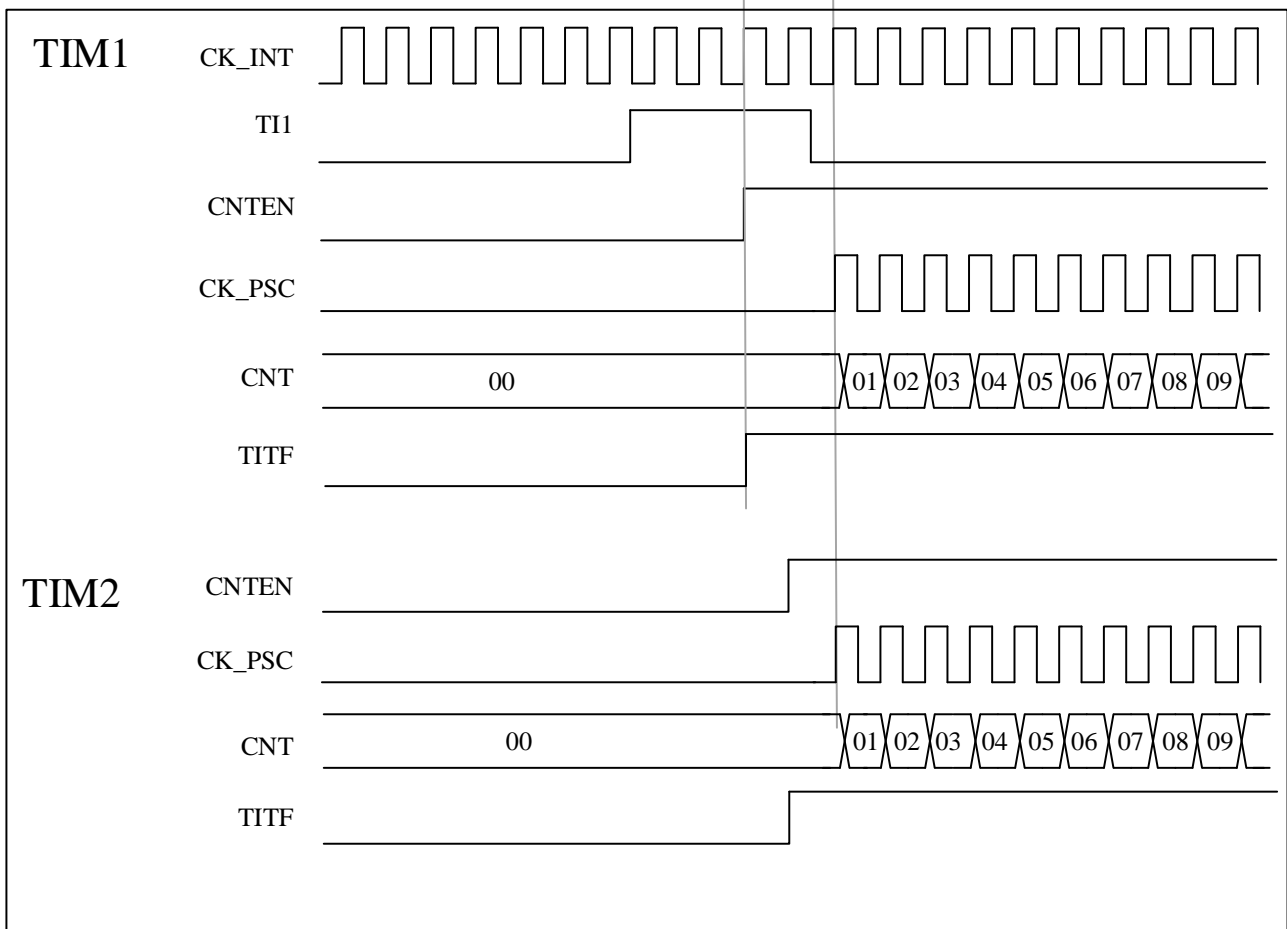 TIM1 CK_INT
TI1
CNTEN
CK_PSC
CNT 00 01 02 03 04 05 06 07 08 09
TITF
TIM2 CNTEN
CK_PSC
CNT 00 01 02 03 04 05 06 07 08 09
TITF